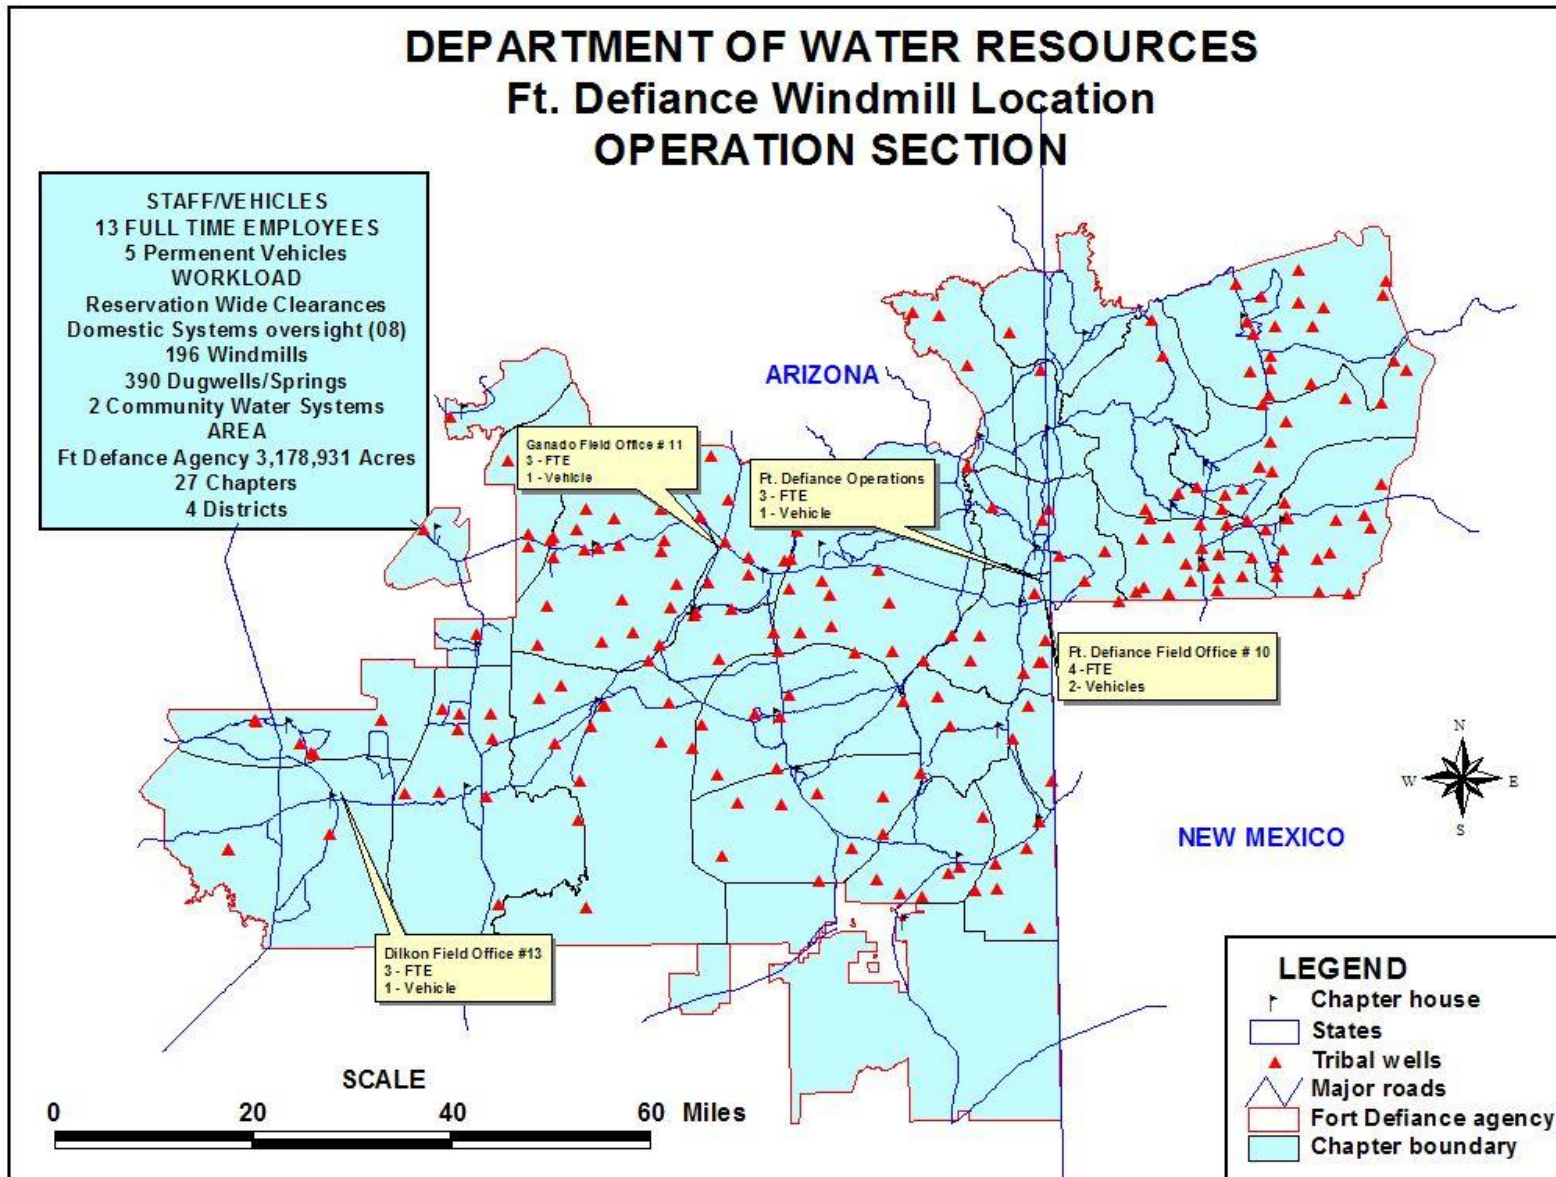 DEPARTMENT OF WATER RESOURCES
Ft. Defiance Windmill Location
OPERATION SECTION
STAFF/VEHICLES
13 FULL TIME EMPLOYEES
5 Permenent Vehicles
WORKLOAD
Reservation Wide Clearances
Domestic Systems oversight (08)
196 Windmills
390 Dugwells/Springs
2 Community Water Systems
AREA
Ft Defance Agency 3,178,931 Acres
27 Chapters
4 Districts
ARIZONA
Ganado Field Office # 11
3 - FTE
1 - Vehicle
Ft. Defiance Operations
3 - FTE
1 - Vehicle
Ft. Defiance Field Office # 10
4 -FTE
2- Vehicles
N
W E
S
NEW MEXICO
Dilkon Field Office #13
3 - FTE
1 - Vehicle
LEGEND
Chapter house
States
Tribal wells
Major roads
Fort Defiance agency
Chapter boundary
SCALE
0 20 40 60 Miles